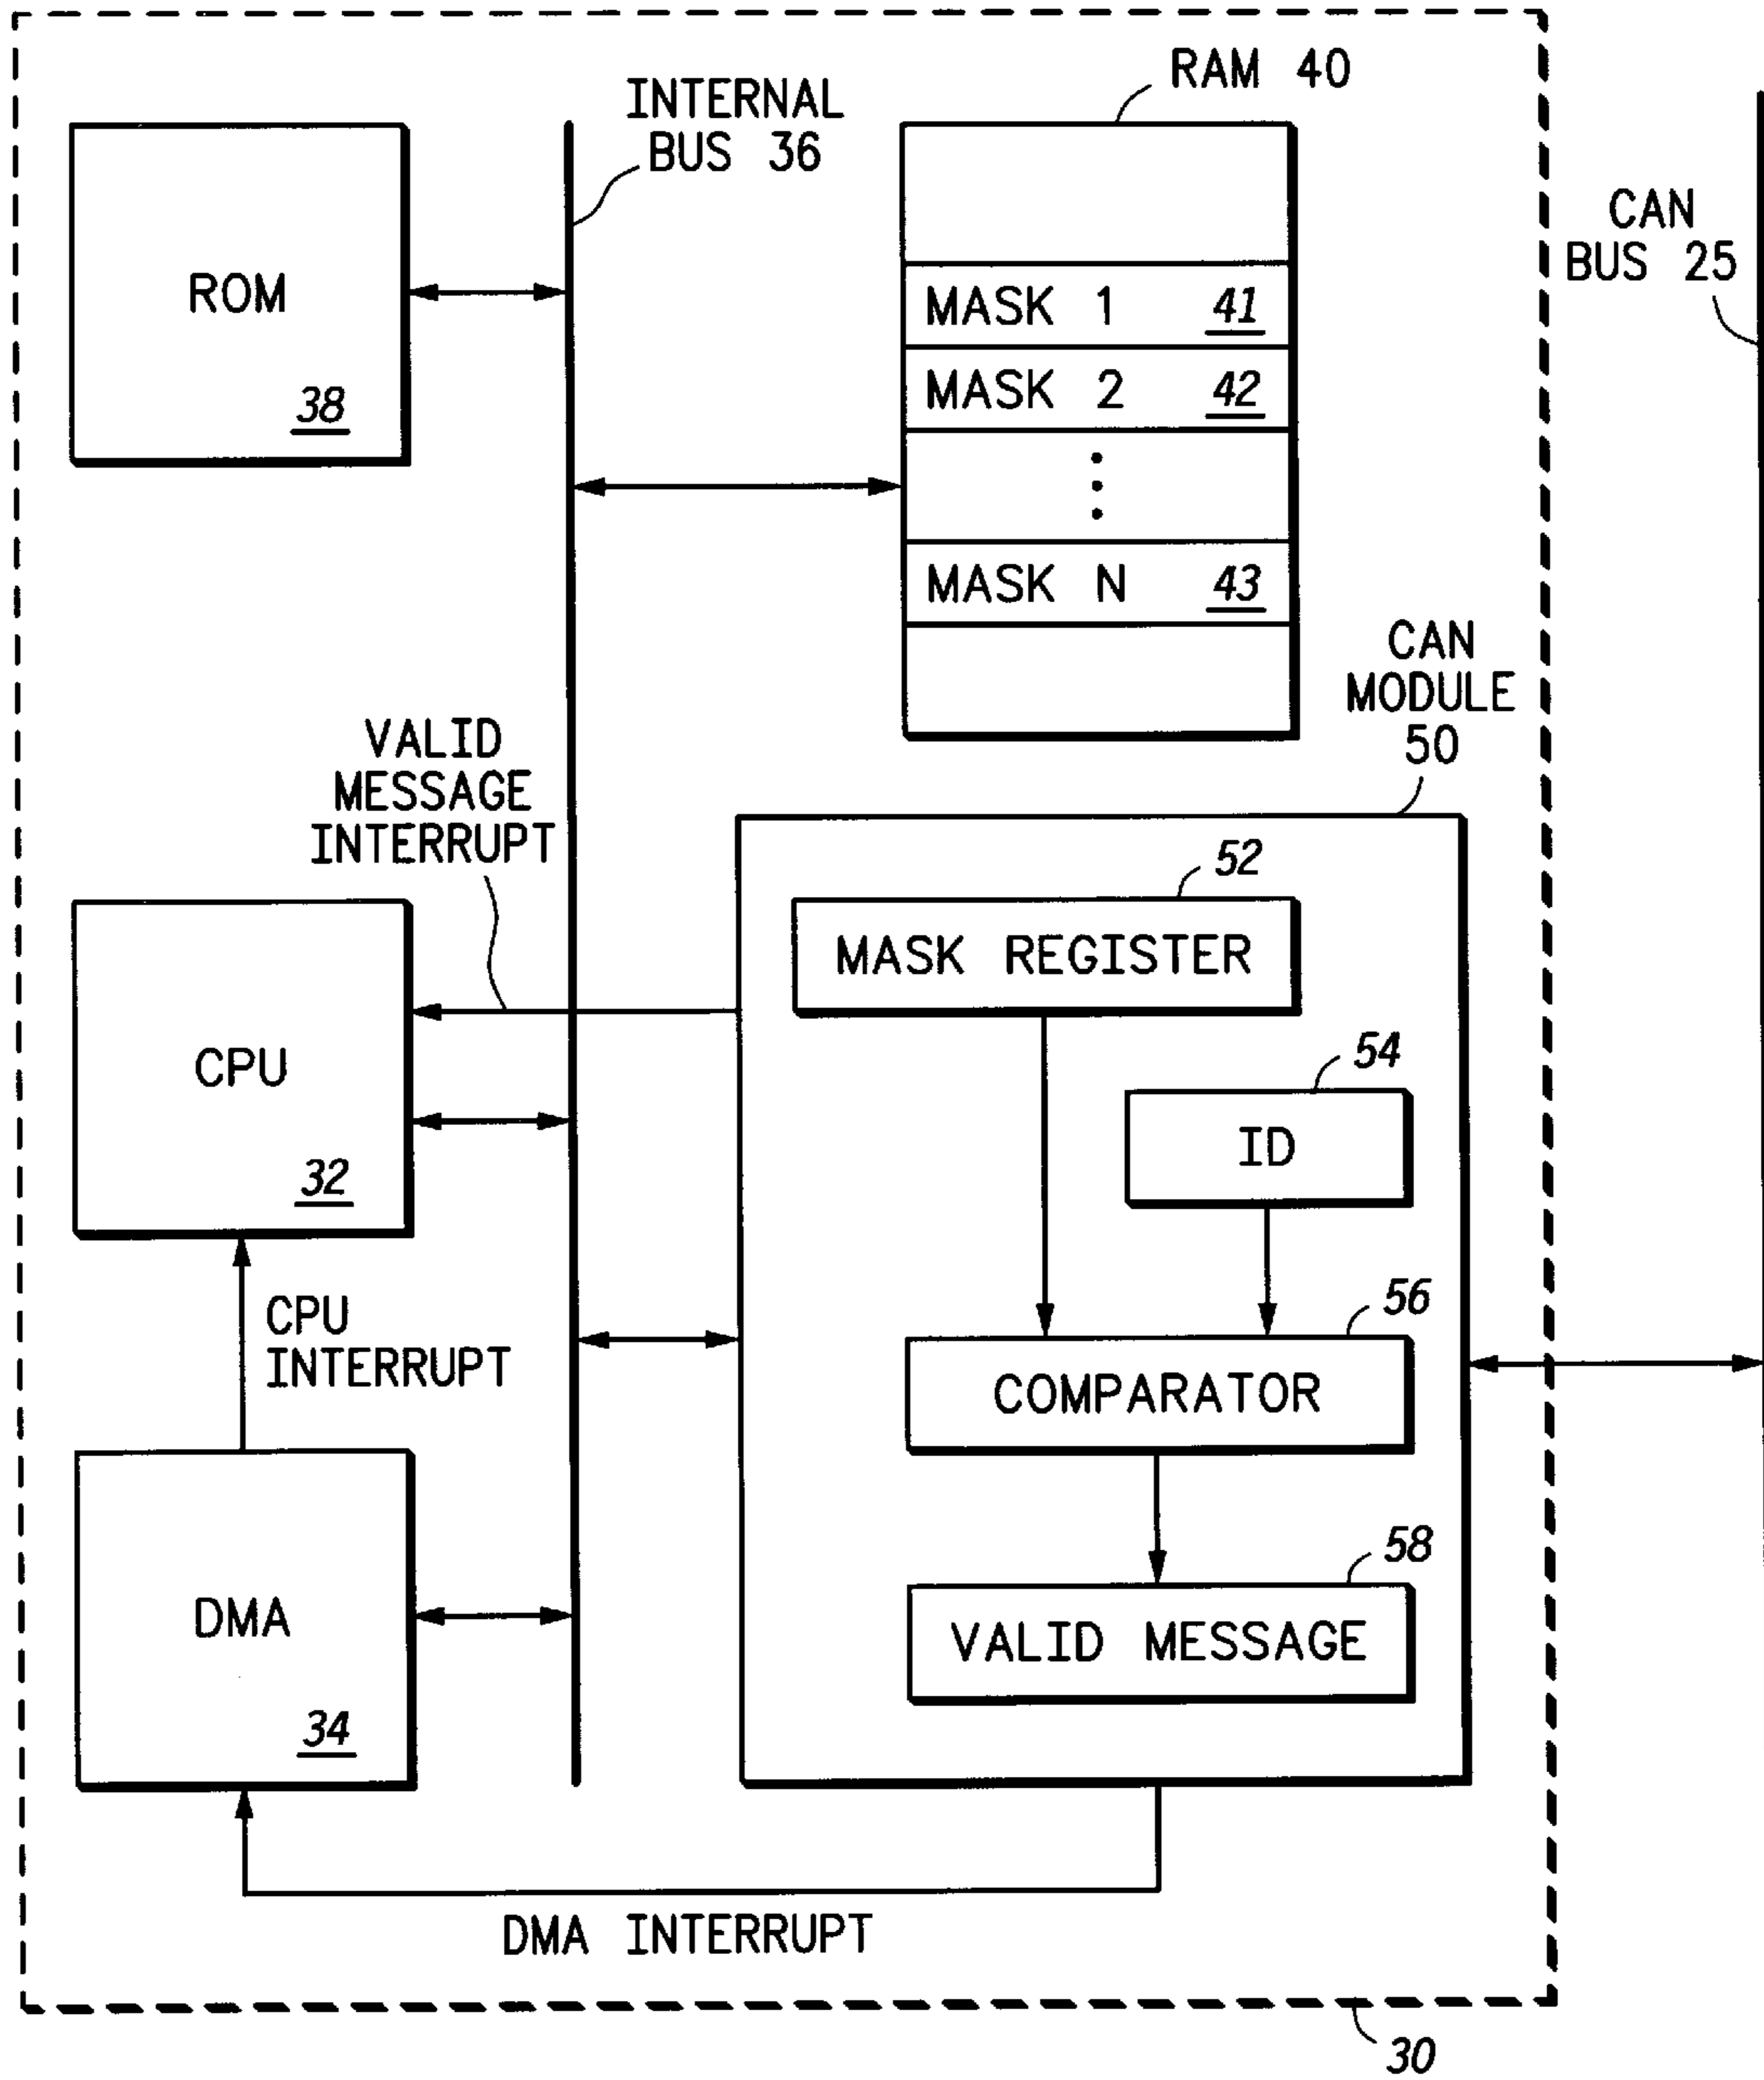 RAM 40
INTERNAL
BUS 36
CAN
BUS 25
ROM
38
MASK 1 41
MASK 2 42
MASK N 43
CAN
MODULE
50
VALID
MESSAGE
INTERRUPT
52
MASK REGISTER
CPU
32
54
ID
CPU
INTERRUPT
56
COMPARATOR
DMA
34
58
VALID MESSAGE
DMA INTERRUPT
30